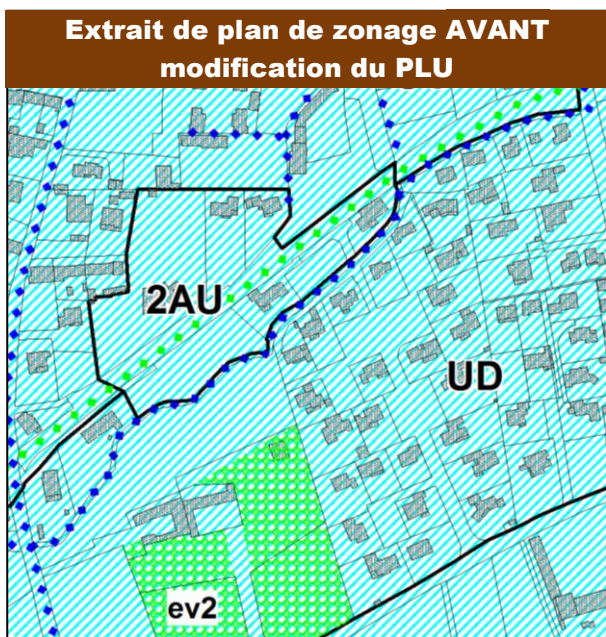 Extrait de plan de zonage AVANT
modification du PLU
2AU
UD
ev2